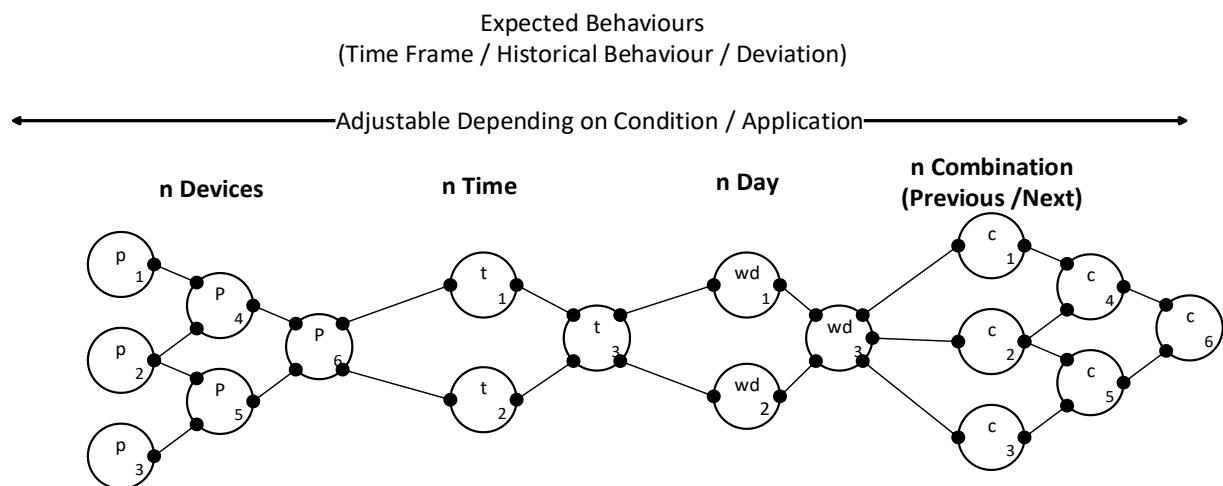 Expected Behaviours
(Time Frame / Historical Behaviour / Deviation)
Adjustable Depending on Condition / Application
n Devices
n Time
n Day
n Combination
(Previous /Next)
p
1
p
2
p
3
P
4
P
5
P
6
t
1
t
2
t
3
wd
1
wd
2
wd
3
c
1
c
2
c
3
c
4
c
5
c
6